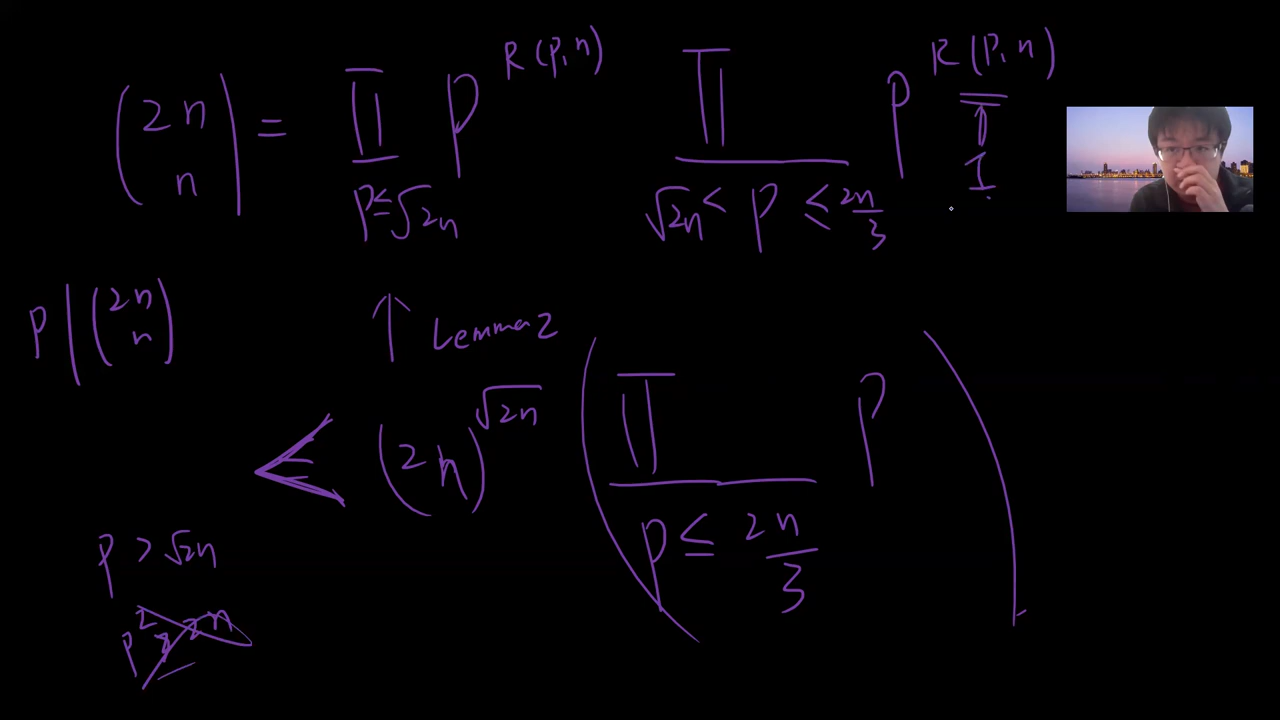 (2n n) = ∏_{p≤√2n} p^{R(p,n)} ∏_{√2n < p ≤ 2n/3} p^{R(p,n)}
π
1
p | (2n n)
↑ Lemma 2
< (2n)^{√2n} ( ∏_{p ≤ 2n/3} p )
p > √2n